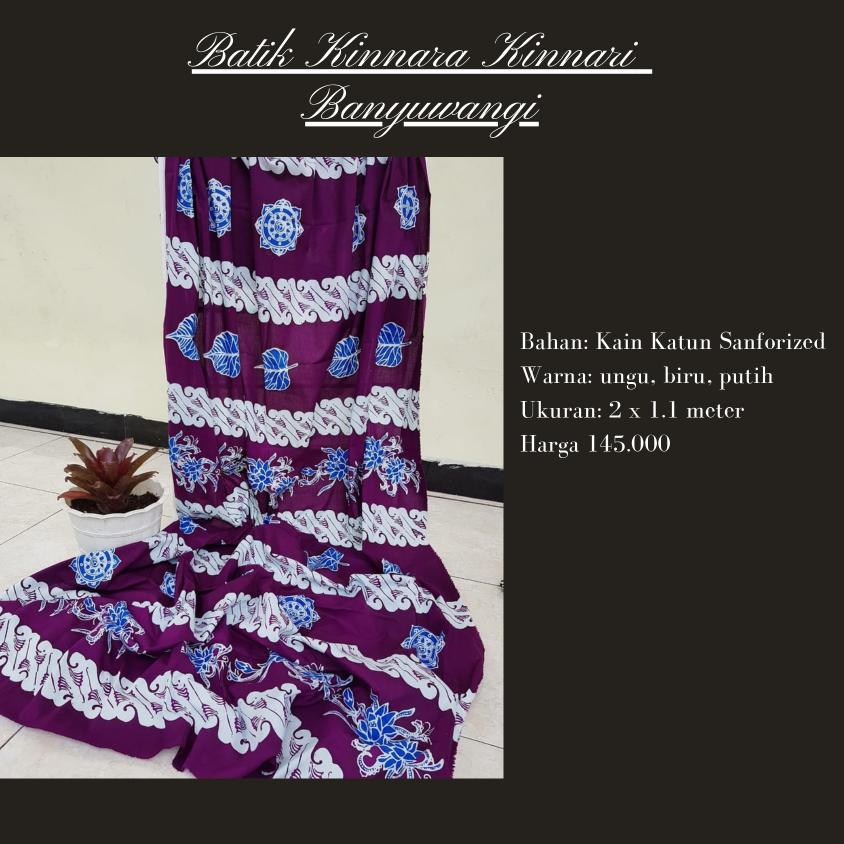 Batik Kinnara Kinnari
Banyuwangi
Bahan: Kain Katun Sanforized
Warna: ungu, biru, putih
Ukuran: 2 x 1.1 meter
Harga 145.000